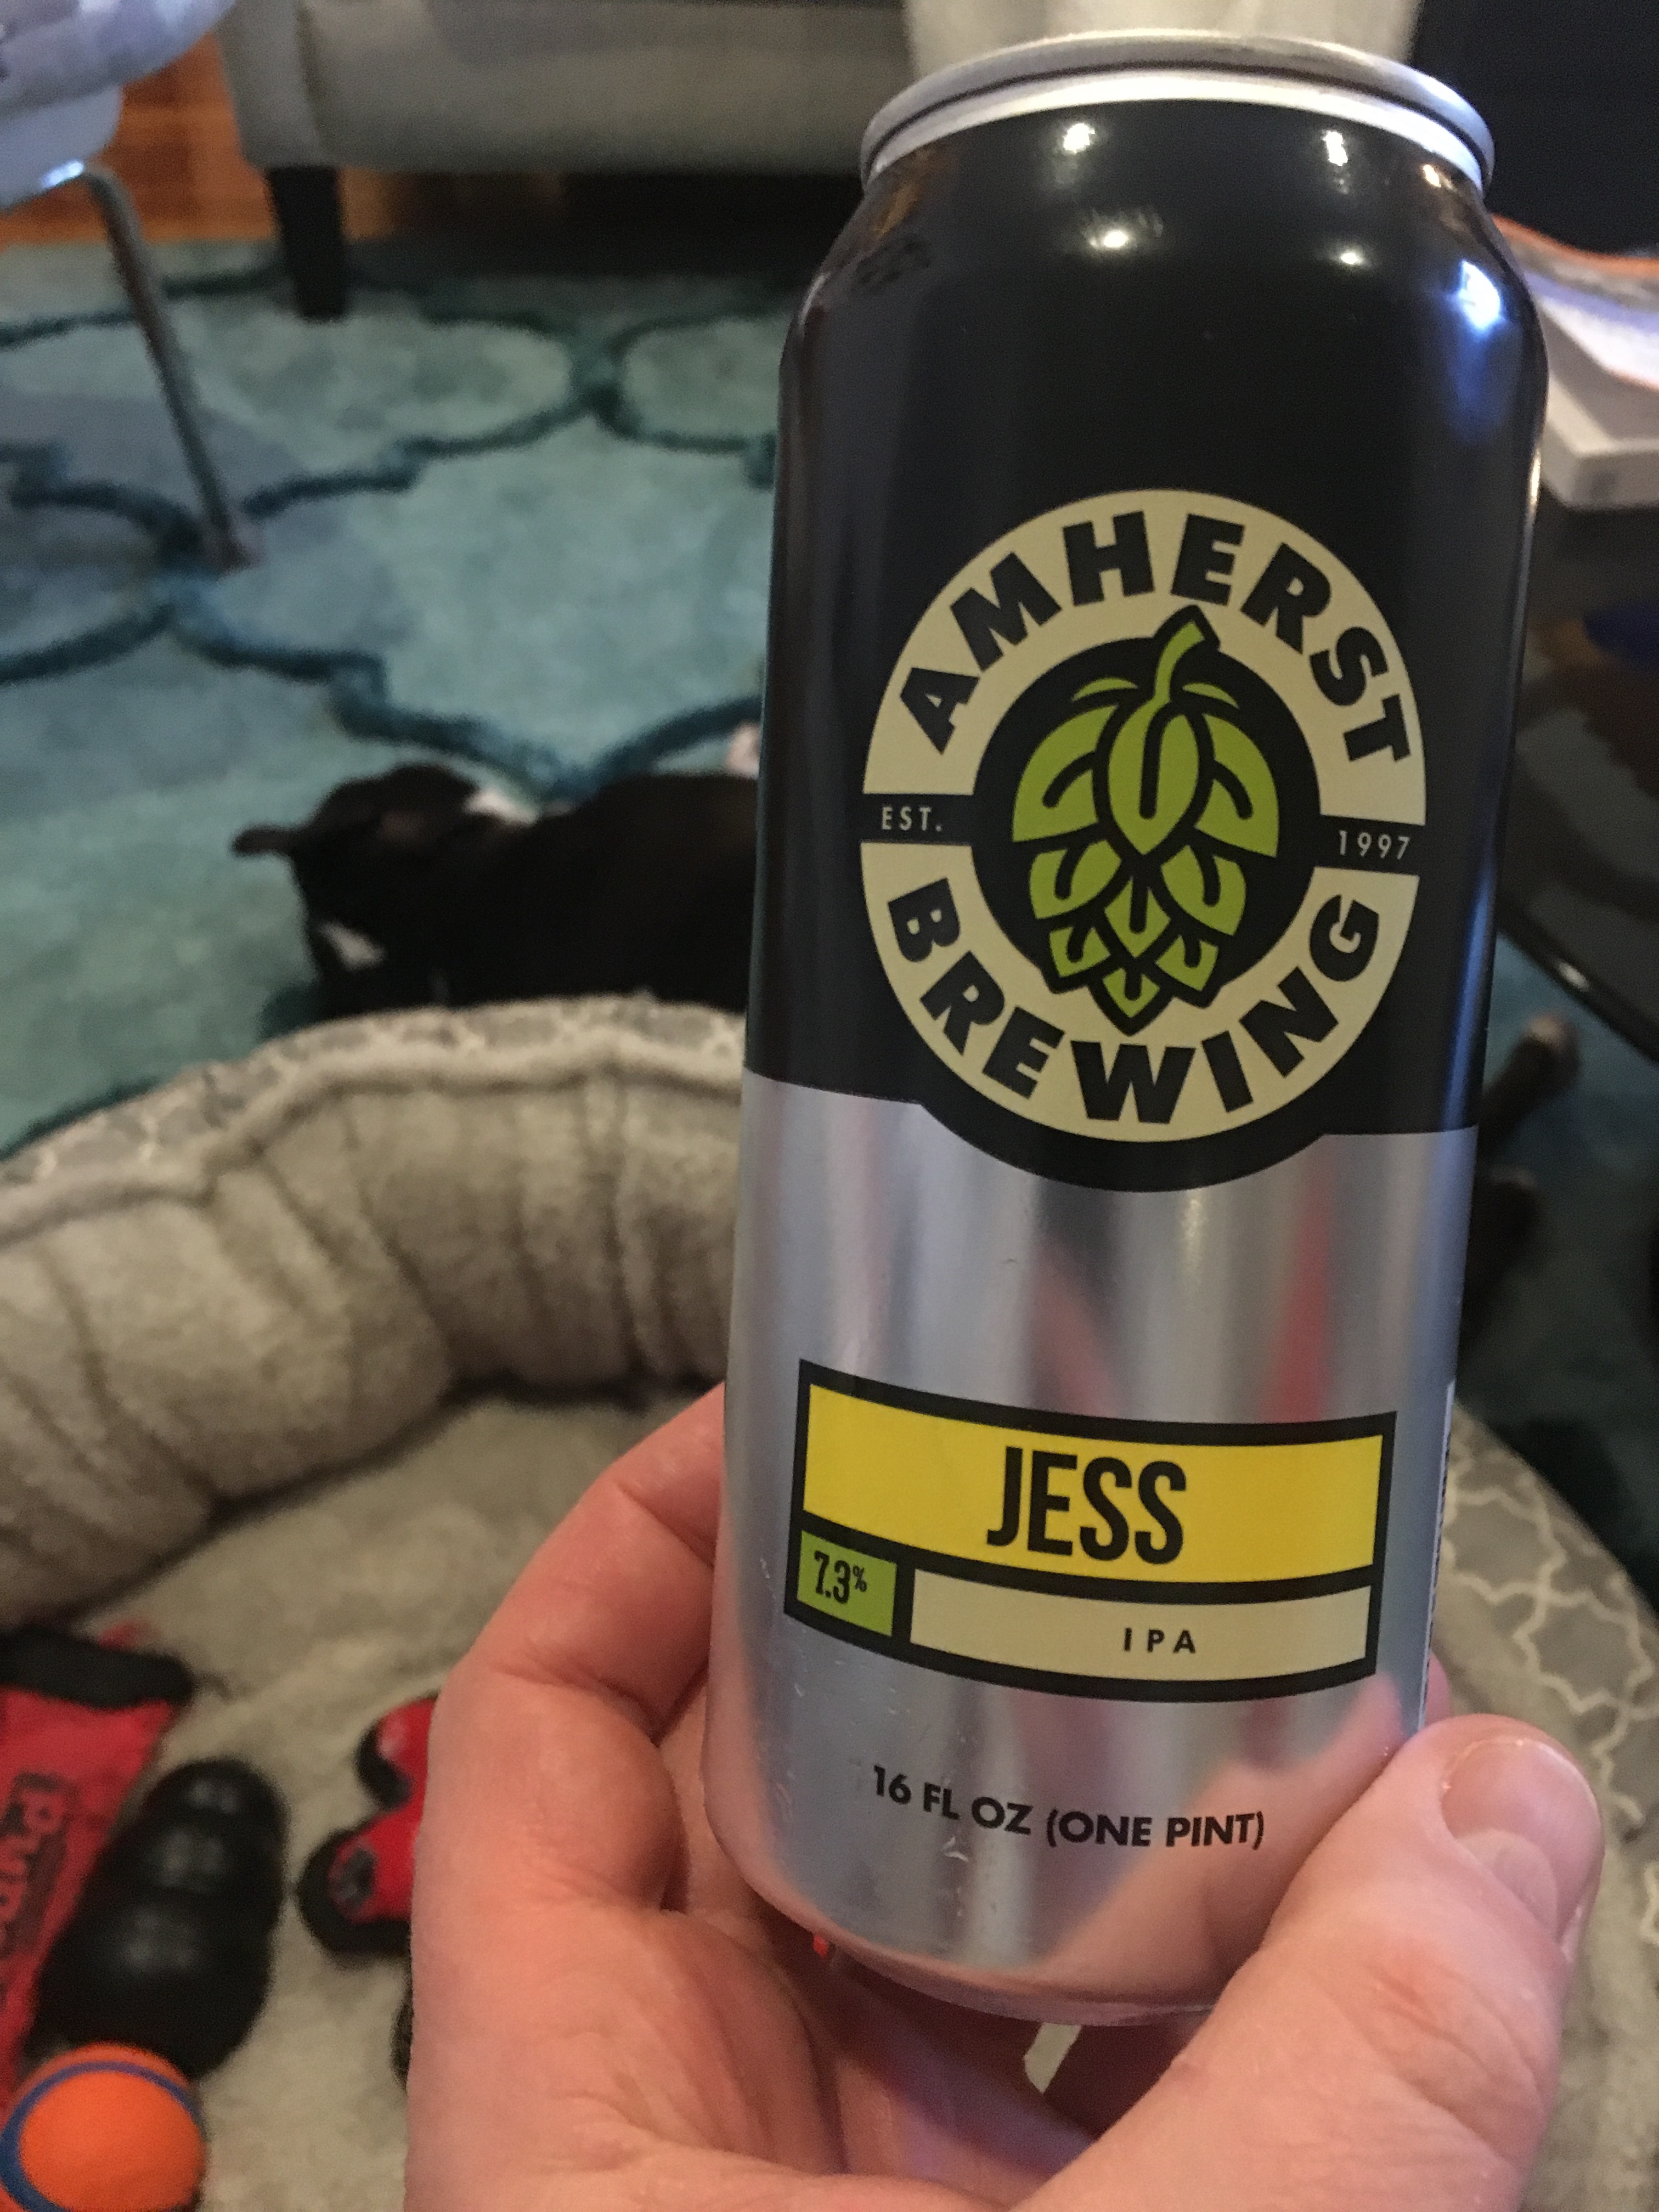 AMHERST
EST. 1997
BREWING
JESS
7.3%
IPA
16 FL OZ (ONE PINT)